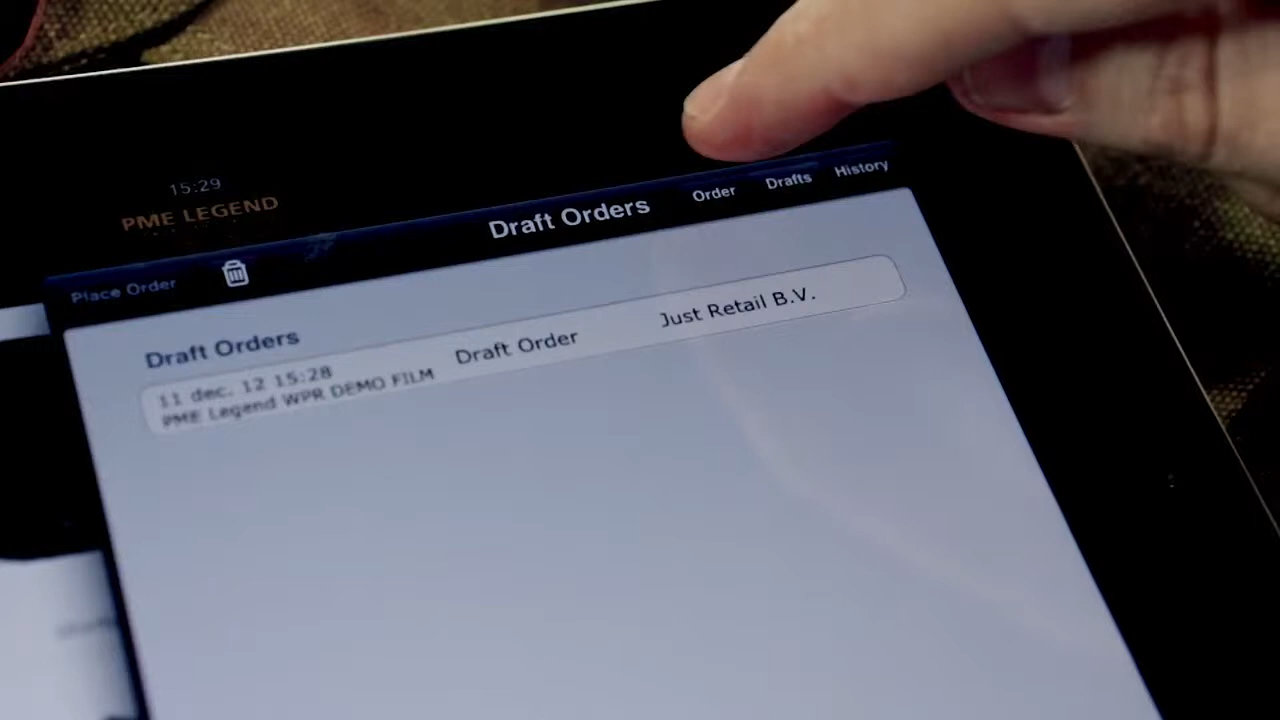 15:29
PME LEGEND
Place Order
Draft Orders
Order
Drafts
History
Draft Orders
11 dec. 12 15:28
PME Legend WPR DEMO FILM
Draft Order
Just Retail B.V.